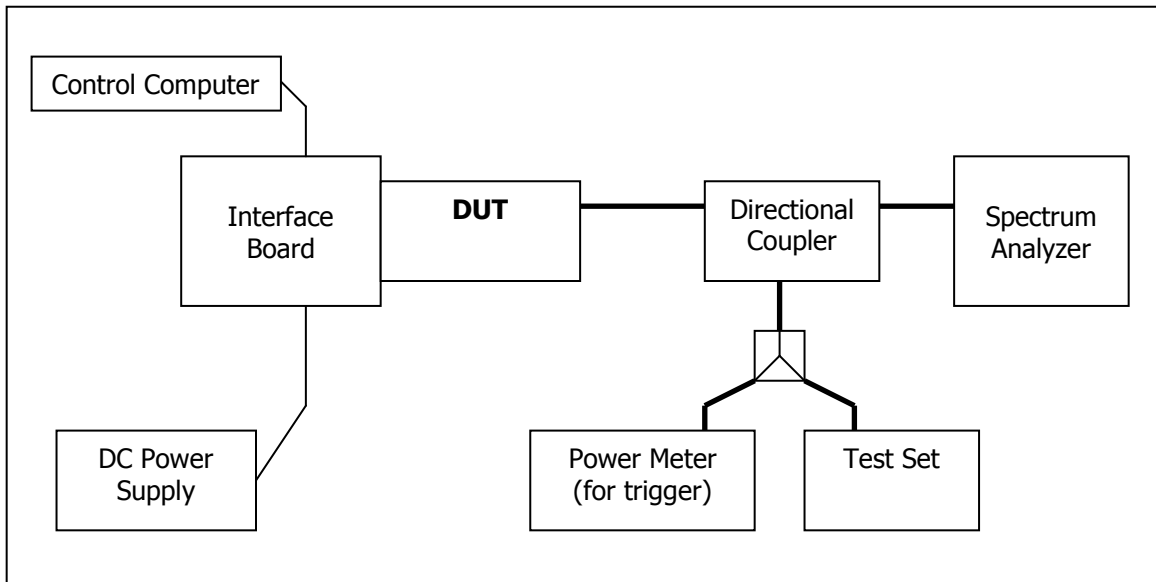 Control Computer
Interface
Board
DUT
Directional
Coupler
Spectrum
Analyzer
DC Power
Supply
Power Meter
(for trigger)
Test Set